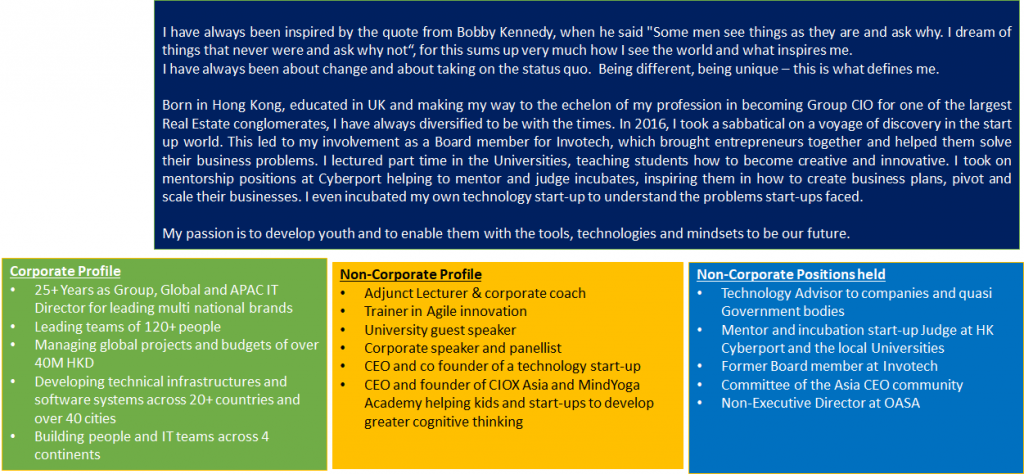 I have always been inspired by the quote from Bobby Kennedy, when he said "Some men see things as they are and ask why. I dream of
things that never were and ask why not“, for this sums up very much how I see the world and what inspires me.
I have always been about change and about taking on the status quo.  Being different, being unique – this is what defines me.
Born in Hong Kong, educated in UK and making my way to the echelon of my profession in becoming Group CIO for one of the largest
Real Estate conglomerates, I have always diversified to be with the times. In 2016, I took a sabbatical on a voyage of discovery in the start
up world. This led to my involvement as a Board member for Invotech, which brought entrepreneurs together and helped them solve
their business problems. I lectured part time in the Universities, teaching students how to become creative and innovative. I took on
mentorship positions at Cyberport helping to mentor and judge incubates, inspiring them in how to create business plans, pivot and
scale their businesses. I even incubated my own technology start-up to understand the problems start-ups faced.
My passion is to develop youth and to enable them with the tools, technologies and mindsets to be our future.
Corporate Profile
• 25+ Years as Group, Global and APAC IT
Director for leading multi national brands
• Leading teams of 120+ people
• Managing global projects and budgets of over
40M HKD
• Developing technical infrastructures and
software systems across 20+ countries and
over 40 cities
• Building people and IT teams across 4
continents
Non-Corporate Profile
• Adjunct Lecturer & corporate coach
• Trainer in Agile innovation
• University guest speaker
• Corporate speaker and panellist
• CEO and co founder of a technology start-up
• CEO and founder of CIOX Asia and MindYoga
Academy helping kids and start-ups to develop
greater cognitive thinking
Non-Corporate Positions held
• Technology Advisor to companies and quasi
Government bodies
• Mentor and incubation start-up Judge at HK
Cyberport and the local Universities
• Former Board member at Invotech
• Committee of the Asia CEO community
• Non-Executive Director at OASA